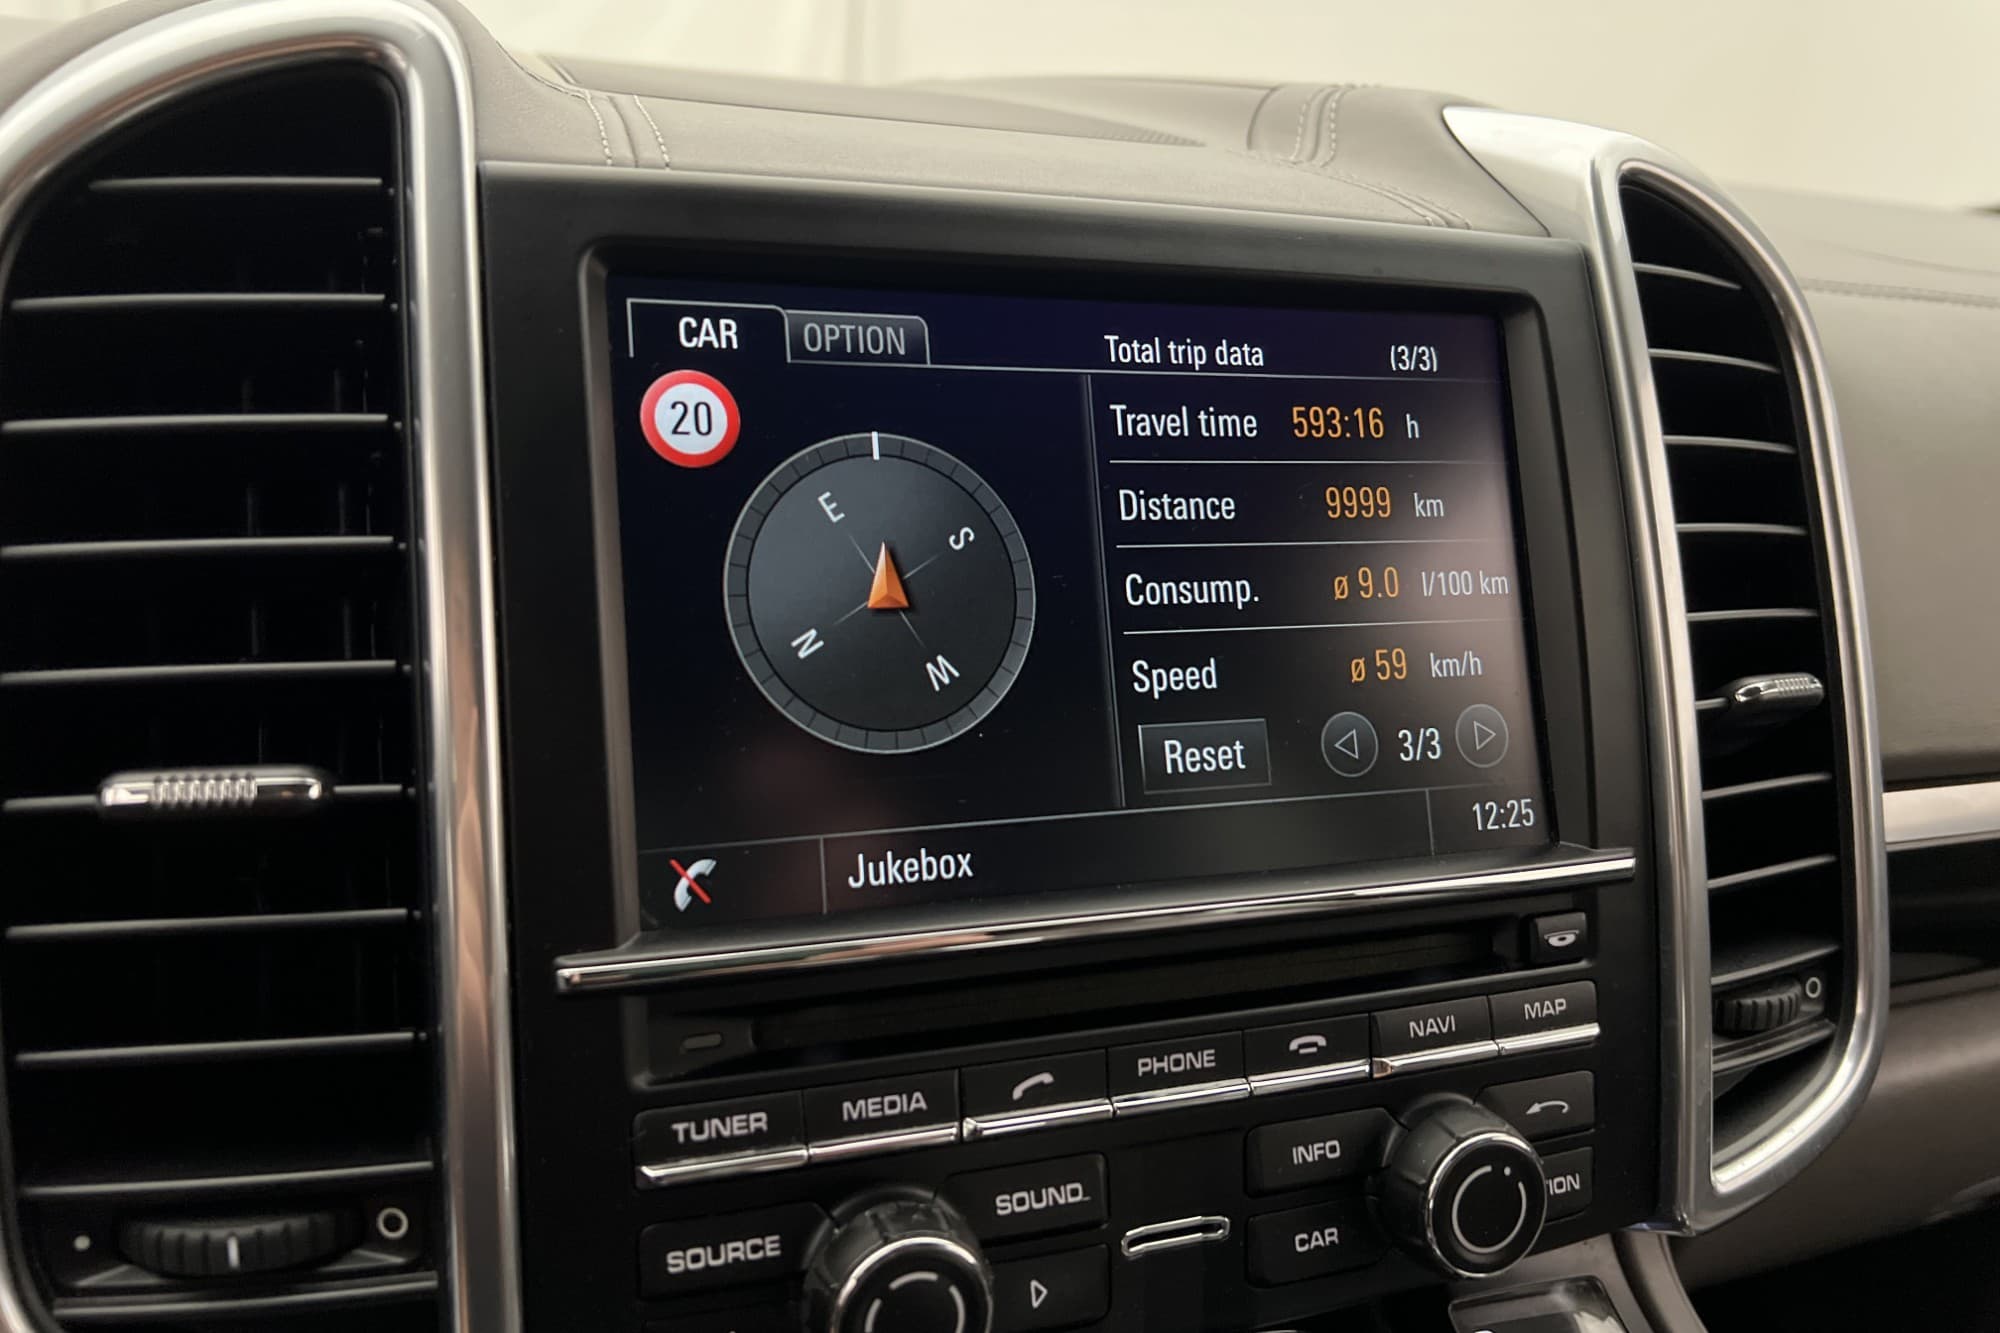 CAR OPTION
Total trip data (3/3)
20
Travel time 593:16 h
Distance 9999 km
Consump. ø 9.0 l/100 km
Speed ø 59 km/h
E
S
N
W
Reset 3/3
12:25
Jukebox
TUNER MEDIA PHONE NAVI MAP
SOURCE SOUND INFO
CAR